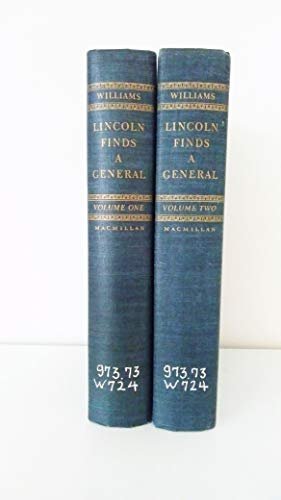 WILLIAMS
LINCOLN
FINDS
A
GENERAL
VOLUME ONE
MACMILLAN
973.73
W724
WILLIAMS
LINCOLN
FINDS
A
GENERAL
VOLUME TWO
MACMILLAN
973.73
W724